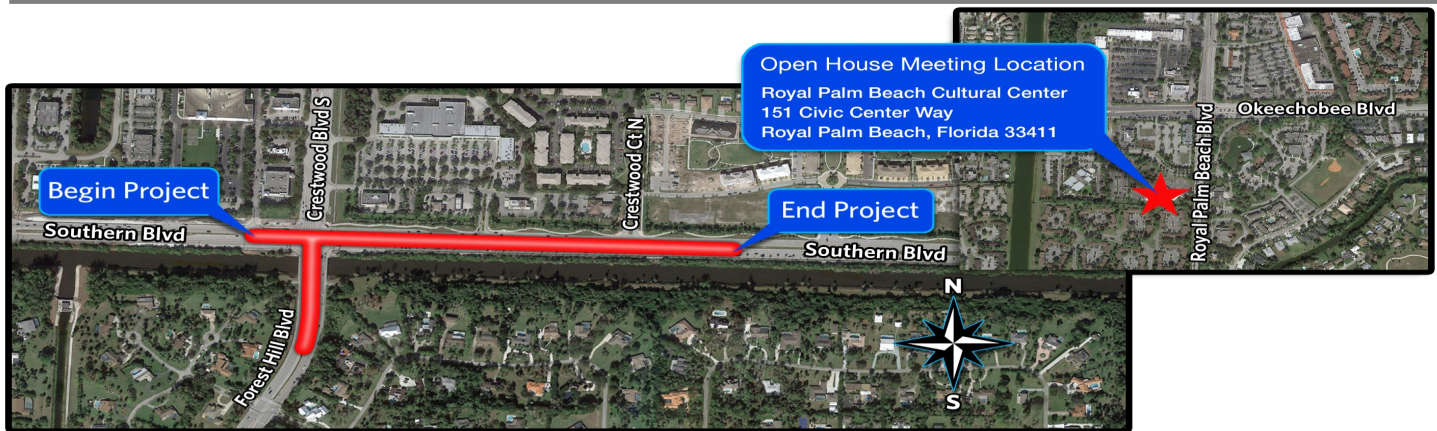 Open House Meeting Location
Royal Palm Beach Cultural Center
151 Civic Center Way
Royal Palm Beach, Florida 33411
Okeechobee Blvd
Royal Palm Beach Blvd
Crestwood Blvd S
Crestwood Ct N
Begin Project
End Project
Southern Blvd
Southern Blvd
Forest Hill Blvd
N
S